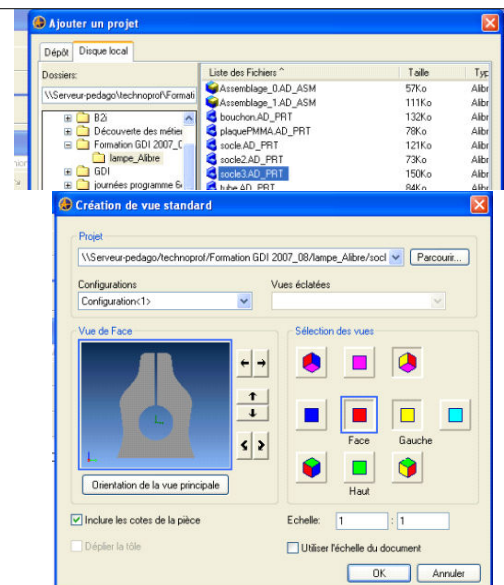 Ajouter un projet
Dépôt Disque local
Dossiers:
\\Serveur-pedago\technoprof\Formati
B2i
Découverte des métier
Formation GDI 2007_0
lampe_Alibre
GDI
journées programme 6
Liste des Fichiers ^ Taille Typ
Assemblage_0.AD_ASM 57Ko Alibr
Assemblage_1.AD_ASM 111Ko Alibr
bouchon.AD_PRT 132Ko Alibr
plaquePMMA.AD_PRT 78Ko Alibr
socle.AD_PRT 121Ko Alibr
socle2.AD_PRT 73Ko Alibr
socle3.AD_PRT 150Ko Alibr
tube.AD_PRT 84Ko Alibr
Création de vue standard
Projet
\\Serveur-pedago/technoprof/Formation GDI 2007_08/lampe_Alibre/socl Parcourir...
Configurations Vues éclatées
Configuration<1>
Vue de Face
Orientation de la vue principale
Sélection des vues
Face Gauche
Haut
Inclure les cotes de la pièce
Déplier la tôle
Echelle: 1 : 1
Utiliser l'échelle du document
OK Annuler